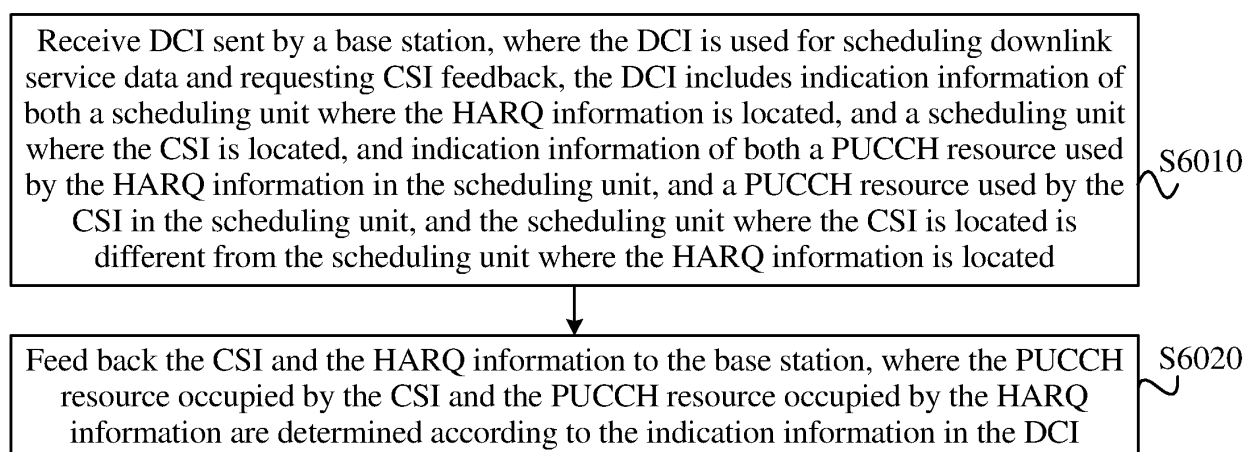 Receive DCI sent by a base station, where the DCI is used for scheduling downlink
service data and requesting CSI feedback, the DCI includes indication information of
both a scheduling unit where the HARQ information is located, and a scheduling unit
where the CSI is located, and indication information of both a PUCCH resource used
by the HARQ information in the scheduling unit, and a PUCCH resource used by the
CSI in the scheduling unit, and the scheduling unit where the CSI is located is
different from the scheduling unit where the HARQ information is located
S6010
Feed back the CSI and the HARQ information to the base station, where the PUCCH
resource occupied by the CSI and the PUCCH resource occupied by the HARQ
information are determined according to the indication information in the DCI
S6020